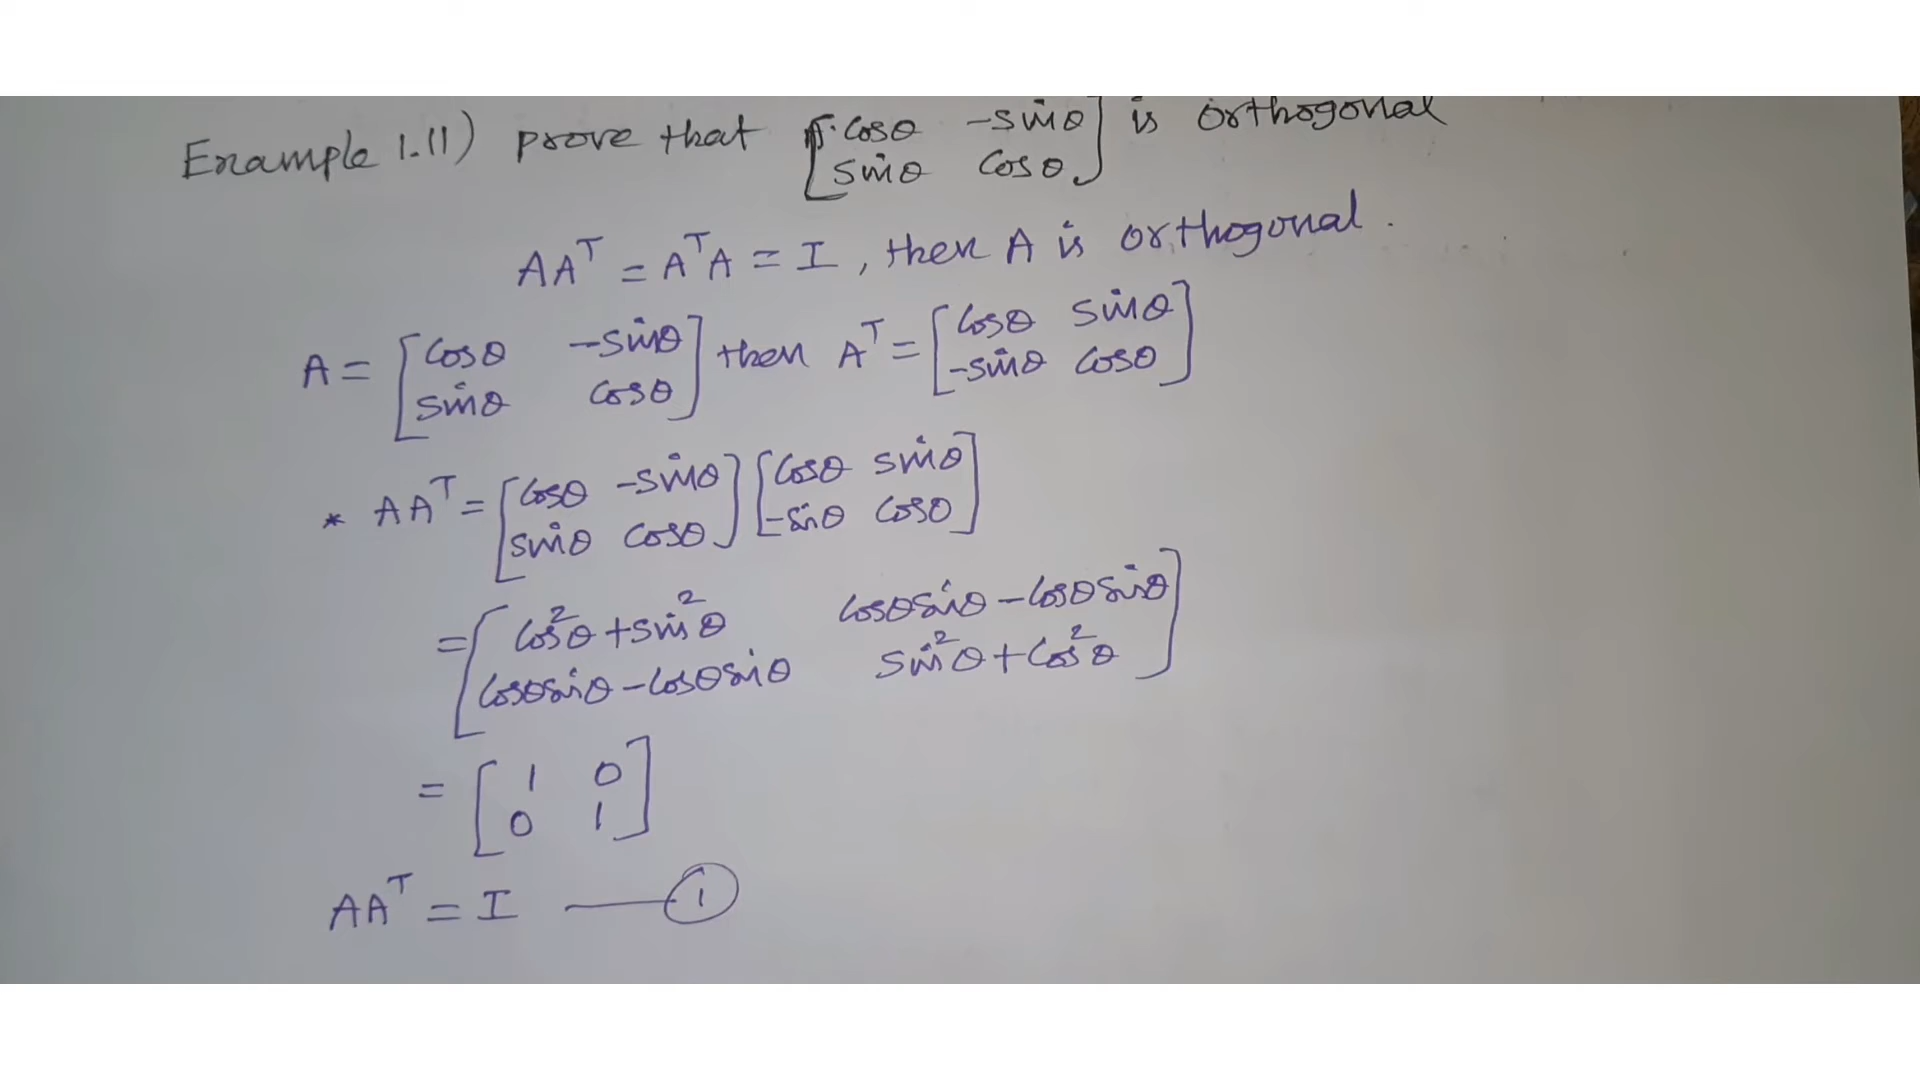 Example 1.11) prove that [cosθ -sinθ] is orthogonal
[sinθ cosθ]
AAᵀ = AᵀA = I, then A is orthogonal.
A = [cosθ -sinθ] then Aᵀ = [cosθ sinθ]
[sinθ cosθ] [-sinθ cosθ]
* AAᵀ = [cosθ -sinθ] [cosθ sinθ]
[sinθ cosθ] [-sinθ cosθ]
= [cos²θ+sin²θ cosθsinθ-cosθsinθ]
[cosθsinθ-cosθsinθ sin²θ+cos²θ]
= [1 0]
[0 1]
AAᵀ = I —— ①